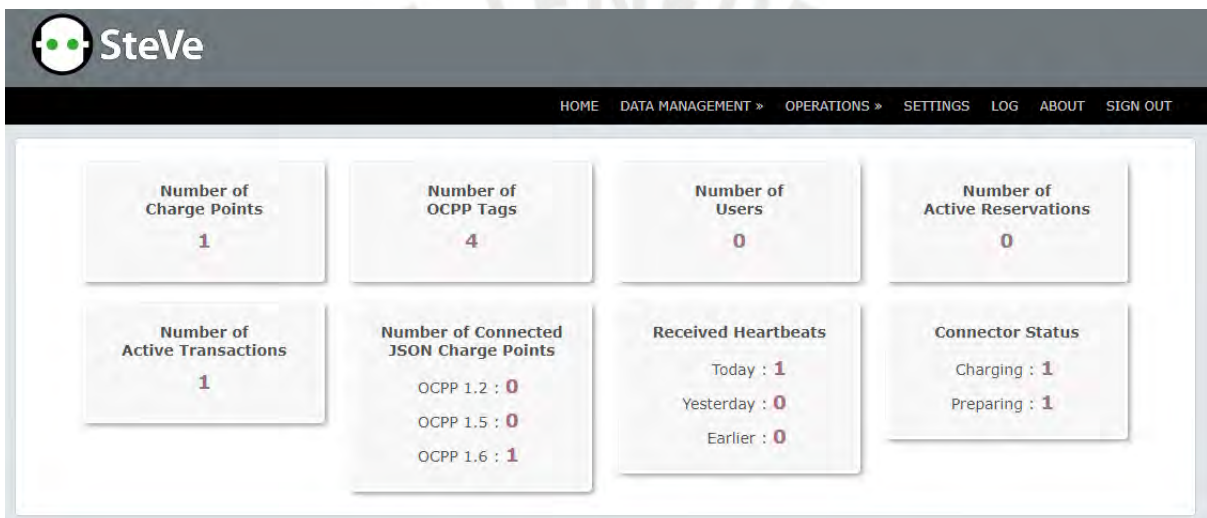 SteVe
HOME DATA MANAGEMENT » OPERATIONS » SETTINGS LOG ABOUT SIGN OUT
Number of
Charge Points
1
Number of
OCPP Tags
4
Number of
Users
0
Number of
Active Reservations
0
Number of
Active Transactions
1
Number of Connected
JSON Charge Points
OCPP 1.2 : 0
OCPP 1.5 : 0
OCPP 1.6 : 1
Received Heartbeats
Today : 1
Yesterday : 0
Earlier : 0
Connector Status
Charging : 1
Preparing : 1